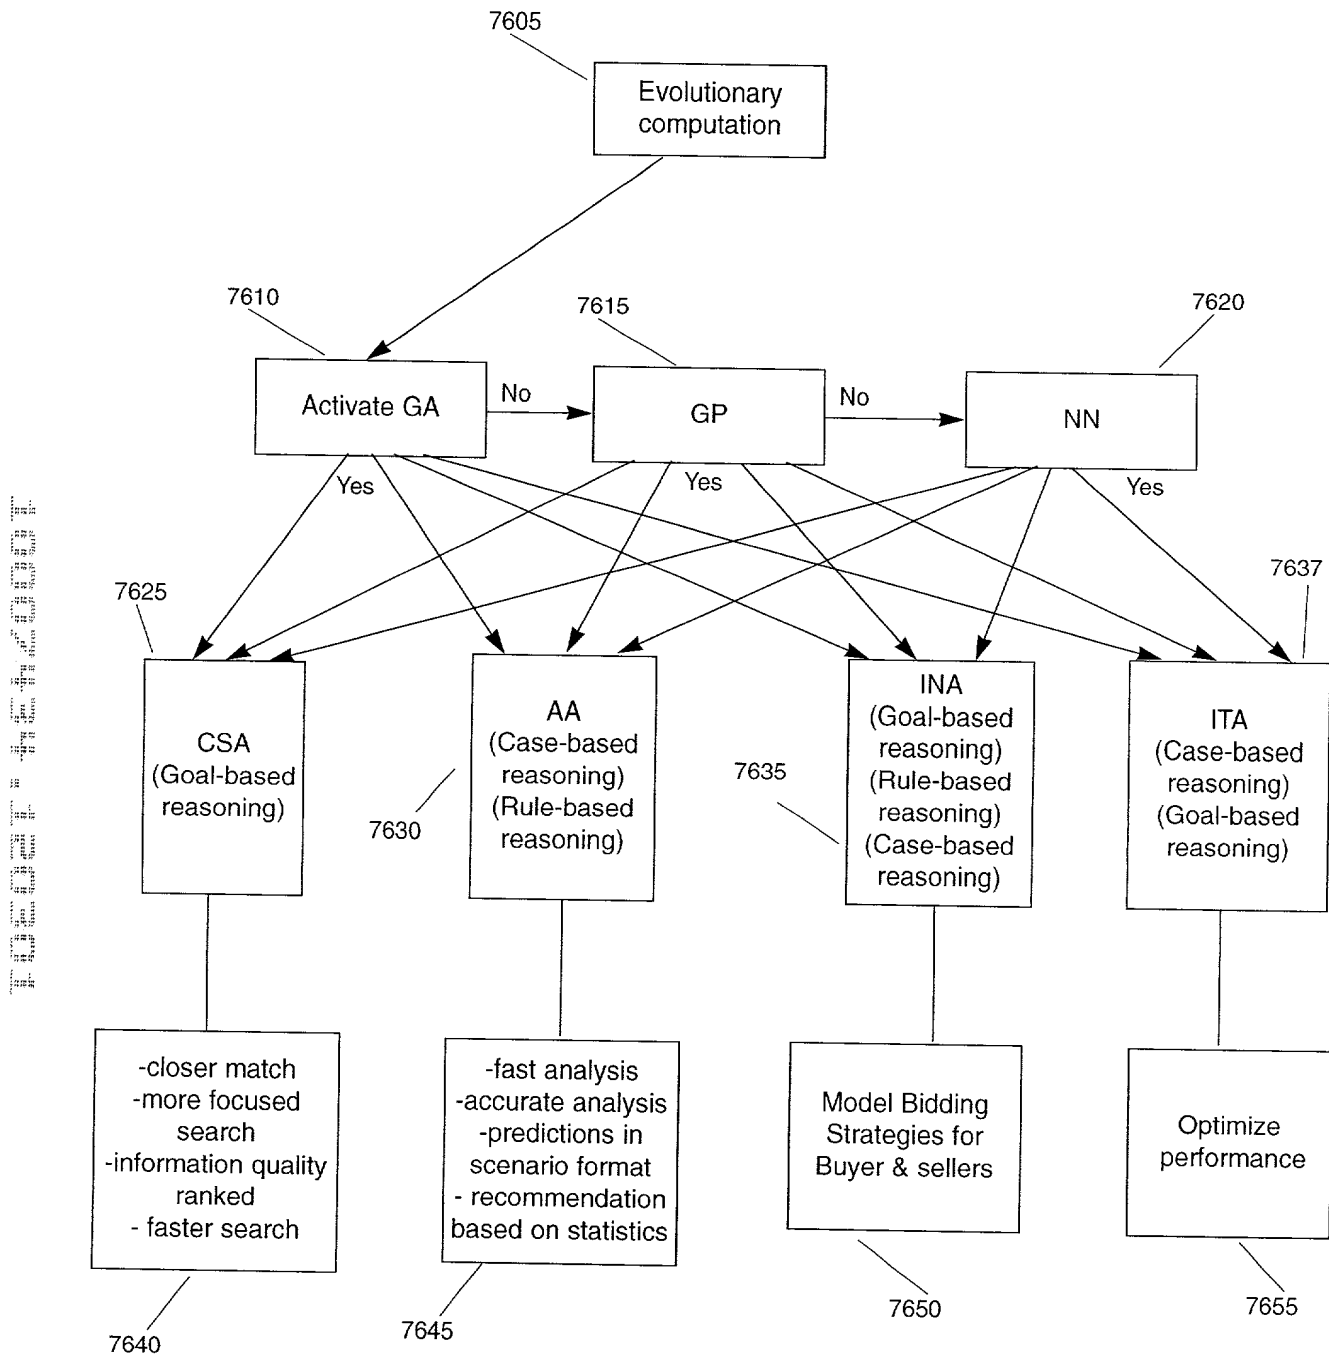 7605
Evolutionary
computation
7610
7615
7620
Activate GA
No
GP
No
NN
Yes
Yes
Yes
7625
7637
CSA
(Goal-based
reasoning)
AA
(Case-based
reasoning)
(Rule-based
reasoning)
7630
INA
(Goal-based
reasoning)
(Rule-based
reasoning)
(Case-based
reasoning)
7635
ITA
(Case-based
reasoning)
(Goal-based
reasoning)
-closer match
-more focused
search
-information quality
ranked
- faster search
-fast analysis
-accurate analysis
-predictions in
scenario format
- recommendation
based on statistics
Model Bidding
Strategies for
Buyer & sellers
Optimize
performance
7640
7645
7650
7655